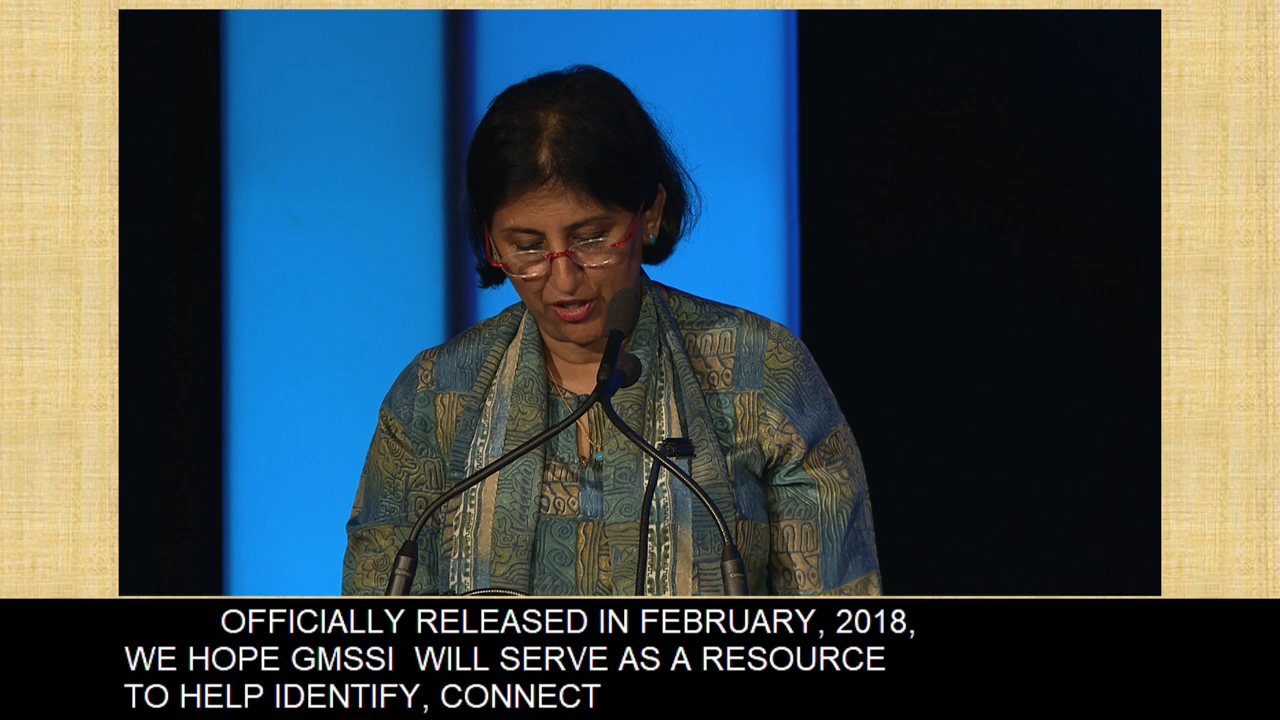 OFFICIALLY RELEASED IN FEBRUARY, 2018,
WE HOPE GMSSI  WILL SERVE AS A RESOURCE
TO HELP IDENTIFY, CONNECT